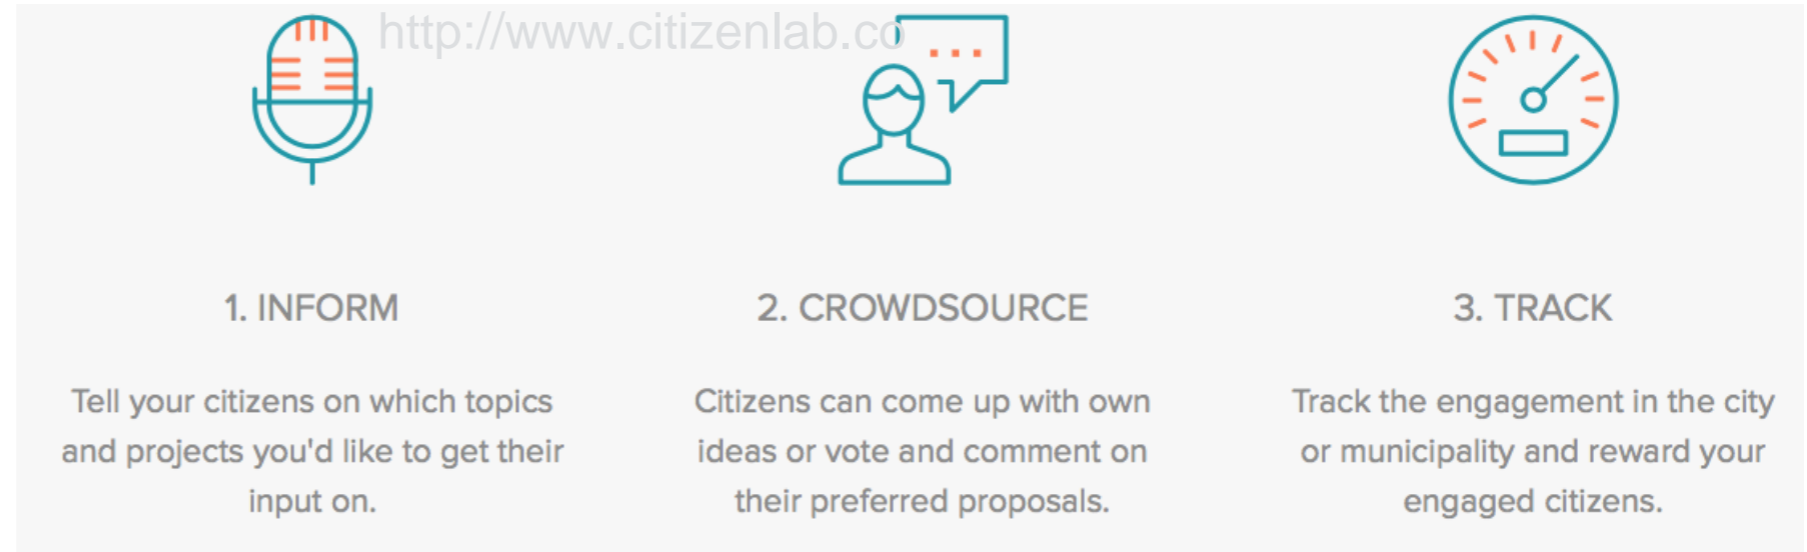 http://www.citizenlab.co
1. INFORM
Tell your citizens on which topics
and projects you'd like to get their
input on.
2. CROWDSOURCE
Citizens can come up with own
ideas or vote and comment on
their preferred proposals.
3. TRACK
Track the engagement in the city
or municipality and reward your
engaged citizens.